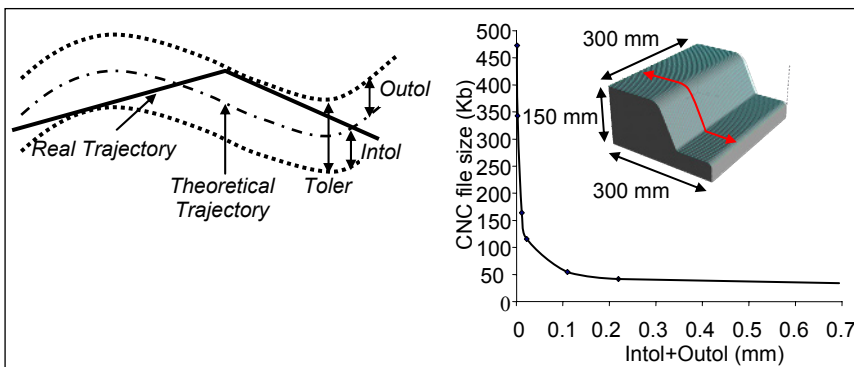 Outol
Real Trajectory
Intol
Theoretical
Trajectory
Toler
CNC file size (Kb)
500
450
400
350
300
250
200
150
100
50
0
0 0.1 0.2 0.3 0.4 0.5 0.6 0.7
Intol+Outol (mm)
300 mm
150 mm
300 mm